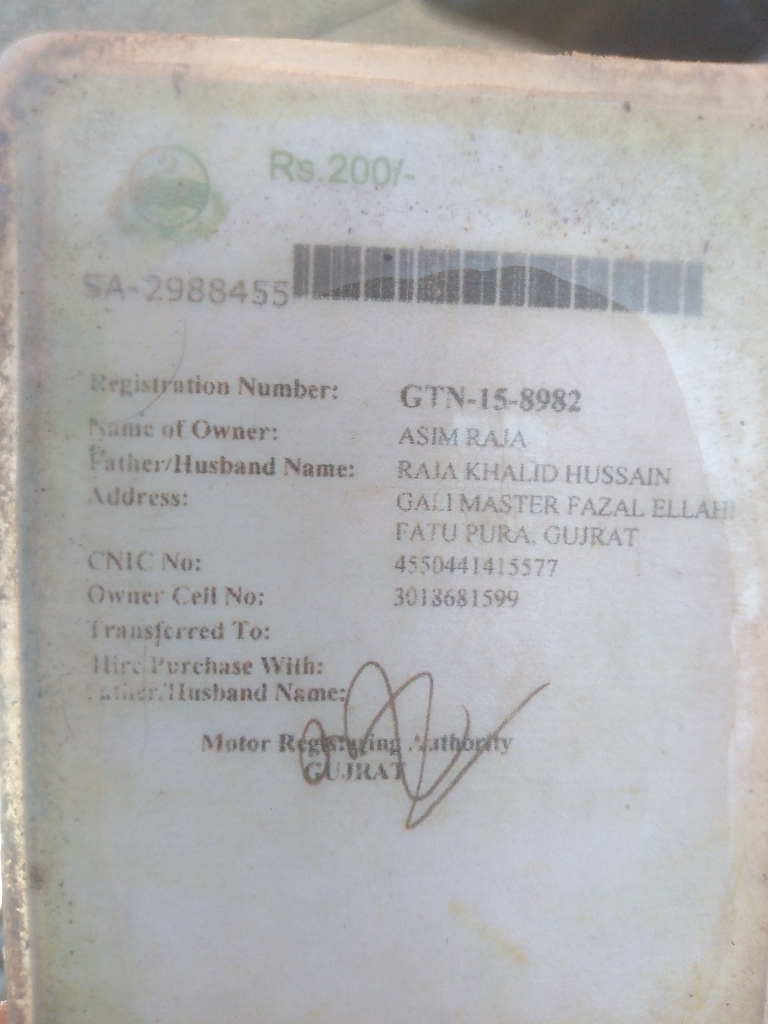 Rs.200/-
SA-2988455
Registration Number: GTN-15-8982
Name of Owner: ASIM RAJA
Father/Husband Name: RAJA KHALID HUSSAIN
Address: GALI MASTER FAZAL ELLAHI
FATU PURA, GUJRAT
CNIC No: 4550441415577
Owner Cell No: 3018681599
Transferred To:
Hire Purchase With:
Father/Husband Name:
Motor Registering Authority
GUJRAT